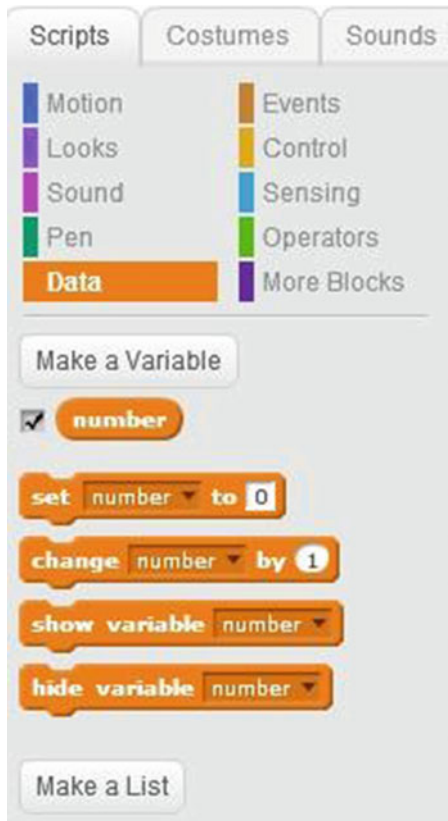 Scripts Costumes Sounds
Motion Events
Looks Control
Sound Sensing
Pen Operators
Data More Blocks
Make a Variable
number
set number to 0
change number by 1
show variable number
hide variable number
Make a List